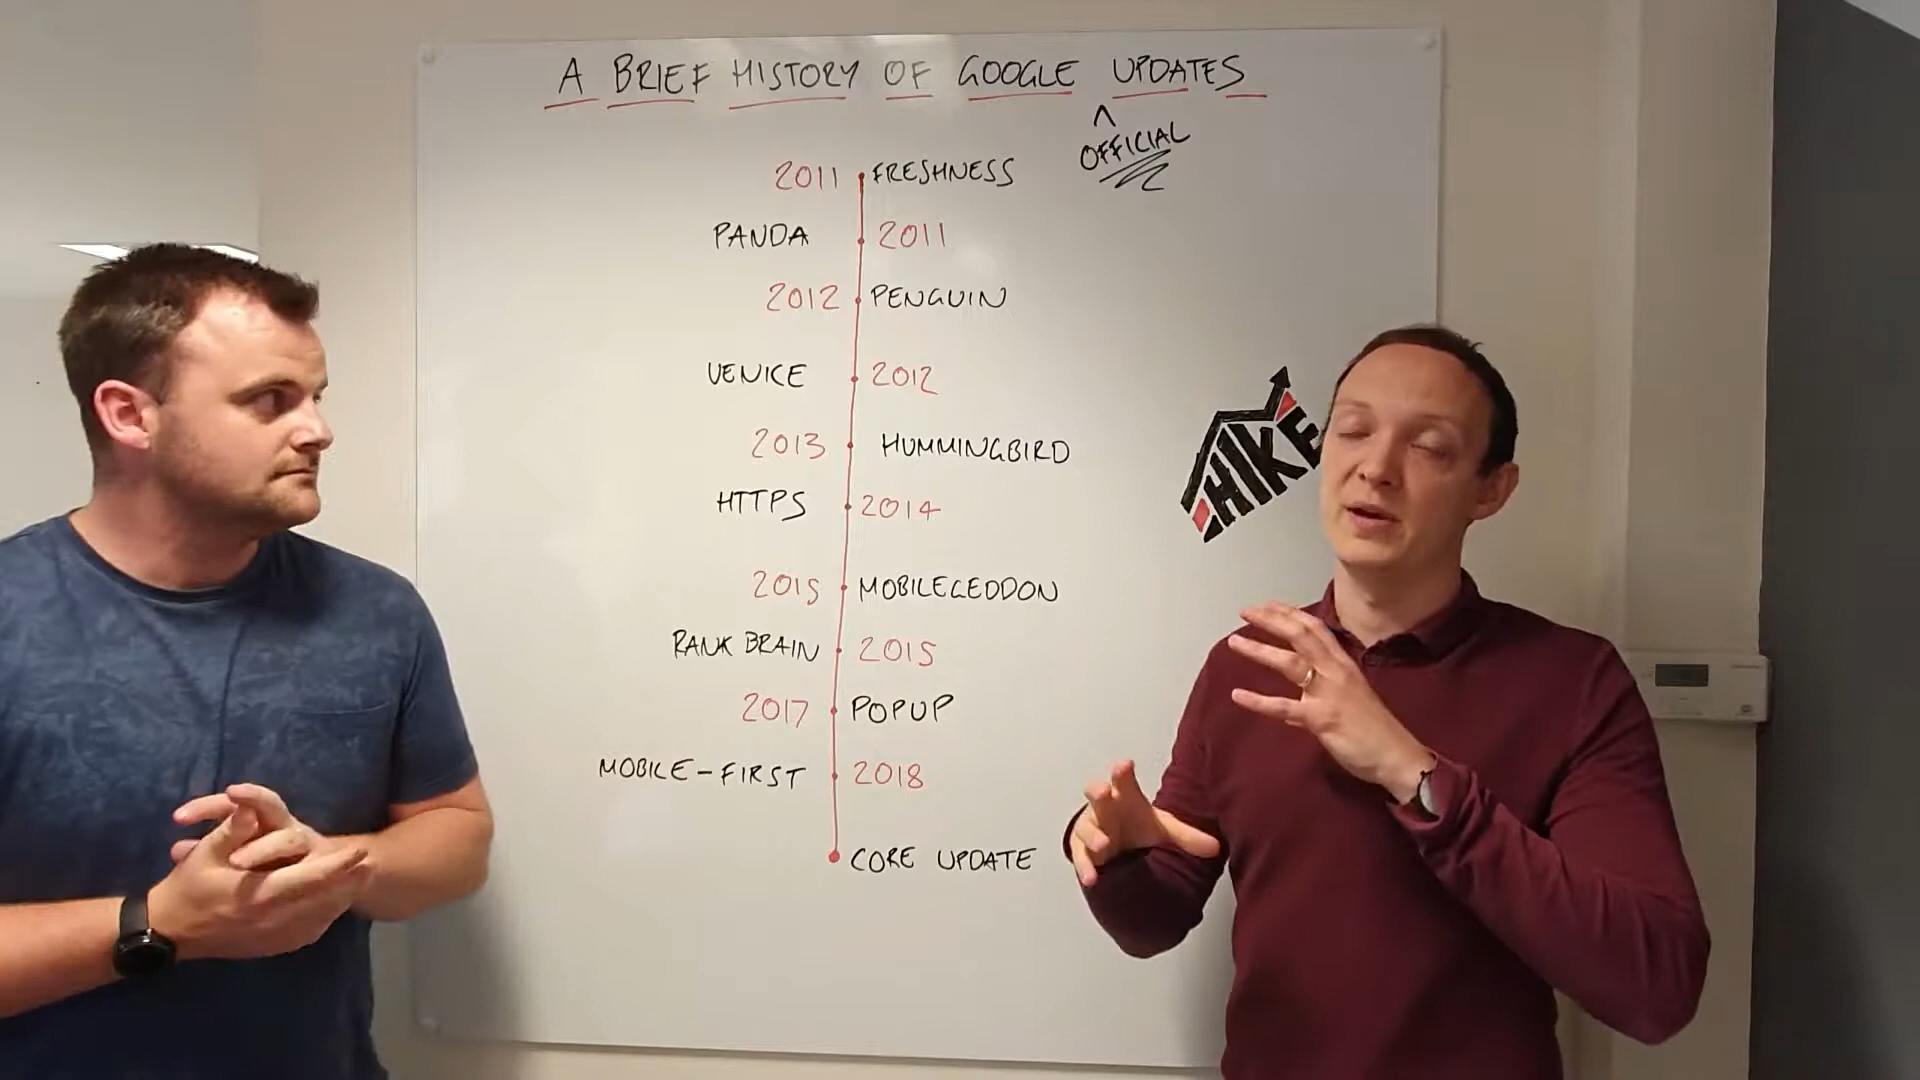 A BRIEF HISTORY OF GOOGLE UPDATES
^
OFFICIAL
2011 FRESHNESS
PANDA 2011
2012 PENGUIN
VENICE 2012
2013 HUMMINGBIRD
HIKE
HTTPS 2014
2015 MOBILEGEDDON
RANK BRAIN 2015
2017 POPUP
MOBILE-FIRST 2018
CORE UPDATE